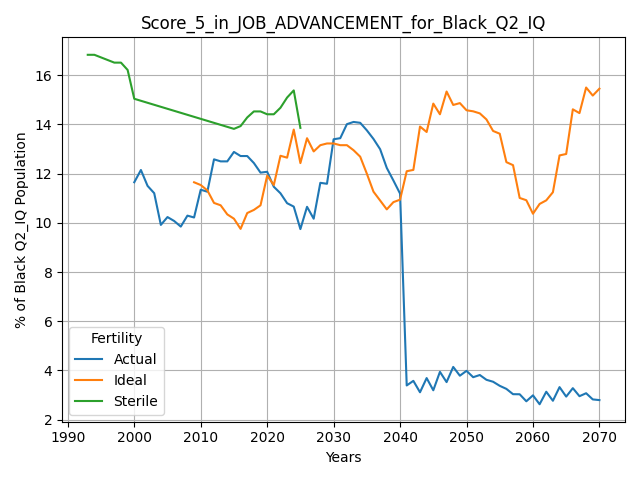 Score_5_in_JOB_ADVANCEMENT_for_Black_Q2_IQ
% of Black Q2_IQ Population
16
14
12
10
8
6
4
2
Fertility
Actual
Ideal
Sterile
1990 2000 2010 2020 2030 2040 2050 2060 2070
Years